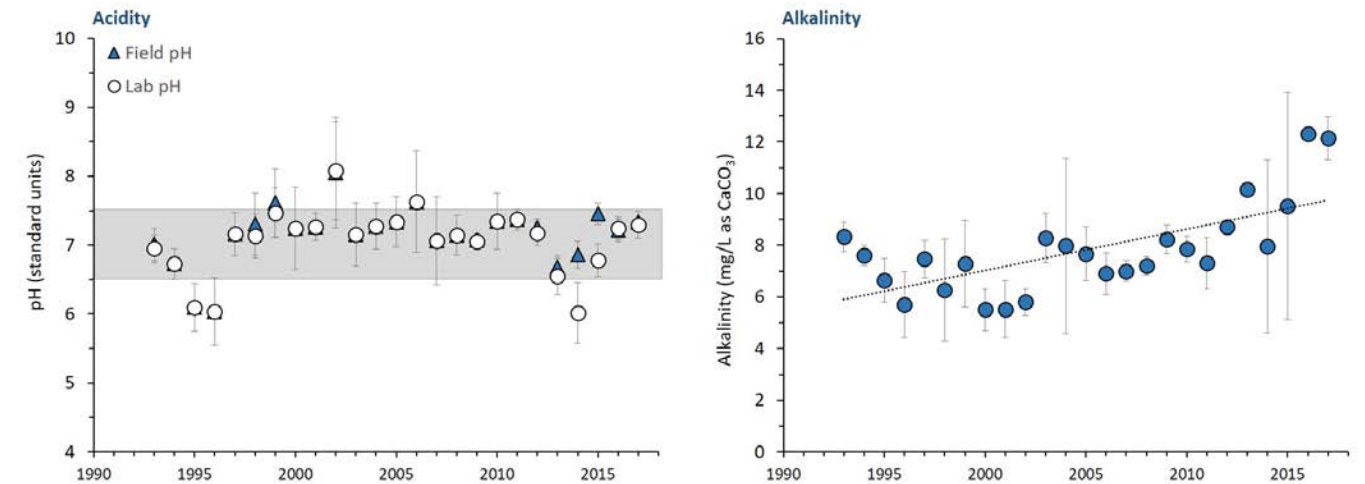 Acidity
10
9
8
7
6
5
4
pH (standard units)
Field pH
Lab pH
1990 1995 2000 2005 2010 2015
Alkalinity
16
14
12
10
8
6
4
2
0
Alkalinity (mg/L as CaCO₃)
1990 1995 2000 2005 2010 2015